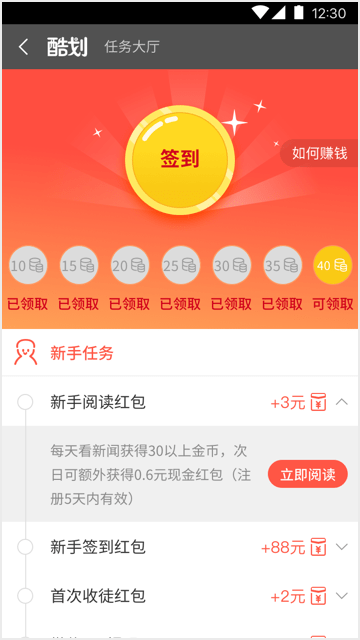 12:30
酷划 任务大厅
签到
如何赚钱
10 15 20 25 30 35 40
已领取 已领取 已领取 已领取 已领取 已领取 可领取
新手任务
新手阅读红包 +3元 ¥
每天看新闻获得30以上金币，次
日可额外获得0.6元现金红包（注
册5天内有效）
立即阅读
新手签到红包 +88元 ¥
首次收徒红包 +2元 ¥